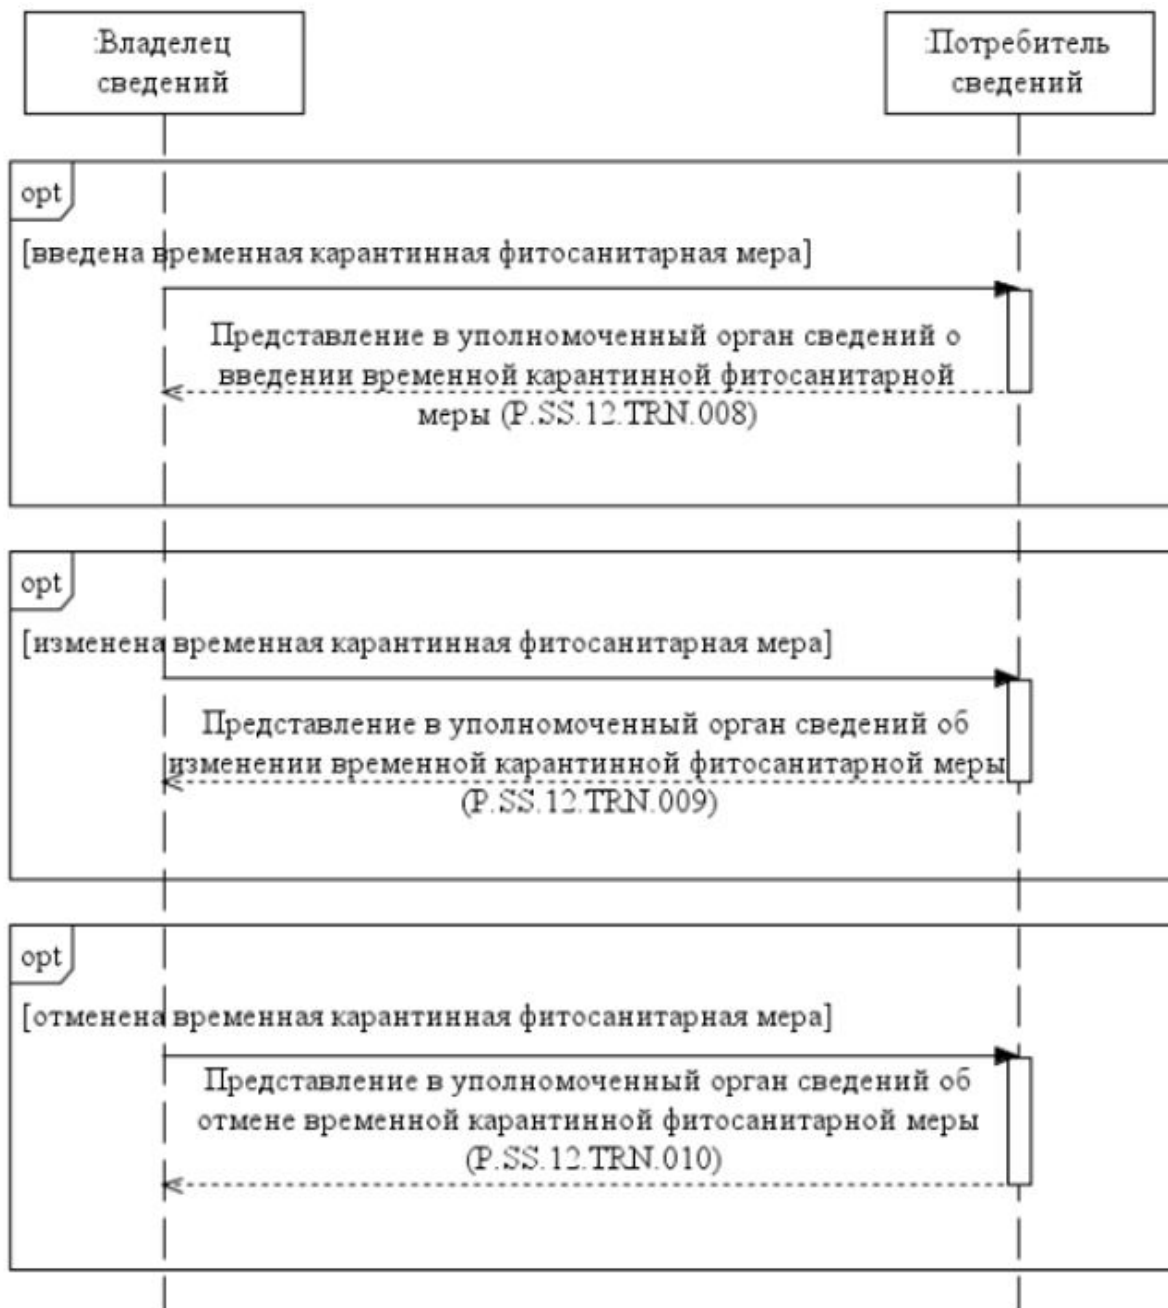 :Владелец
сведений
:Потребитель
сведений
opt
[введена временная карантинная фитосанитарная мера]
Представление в уполномоченный орган сведений о
введении временной карантинной фитосанитарной
меры (P.SS.12.TRN.008)
opt
[изменена временная карантинная фитосанитарная мера]
Представление в уполномоченный орган сведений об
изменении временной карантинной фитосанитарной меры
(P.SS.12.TRN.009)
opt
[отменена временная карантинная фитосанитарная мера]
Представление в уполномоченный орган сведений об
отмене временной карантинной фитосанитарной меры
(P.SS.12.TRN.010)